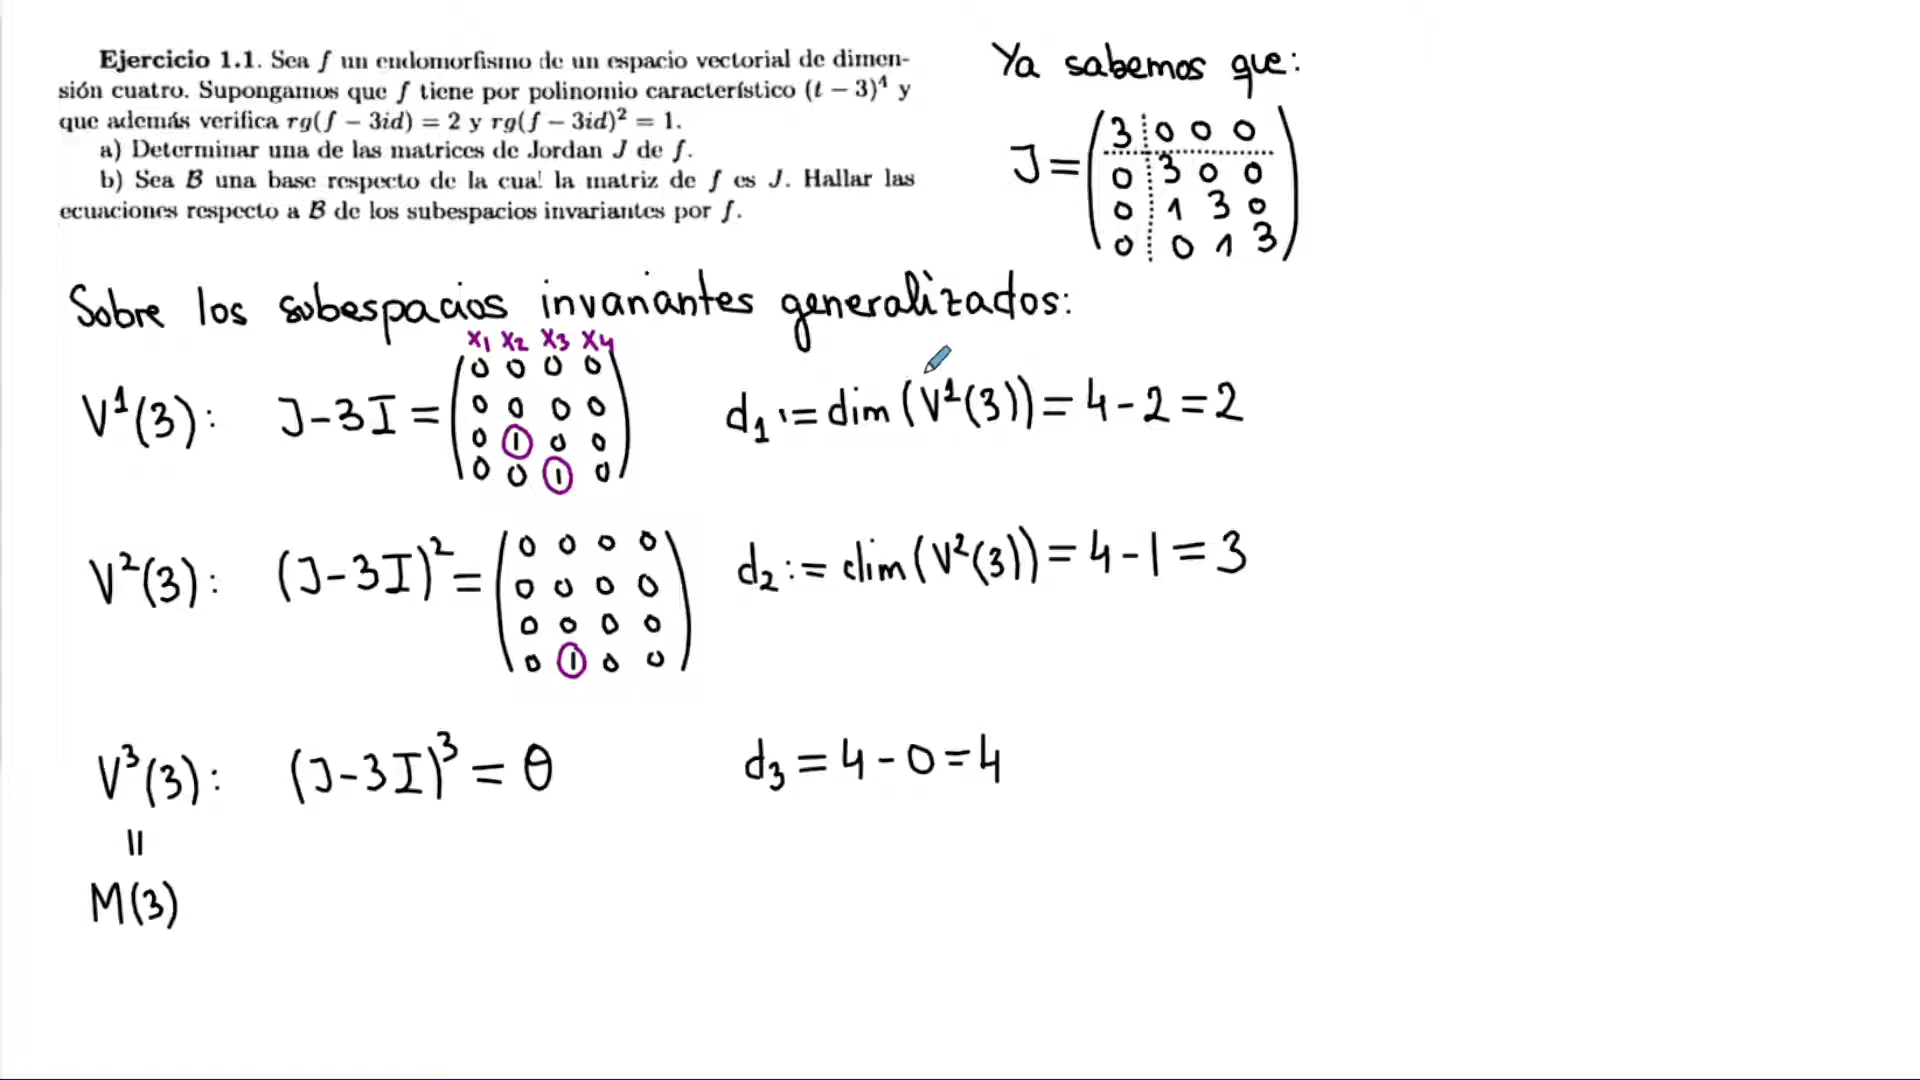 Ejercicio 1.1. Sea f un endomorfismo de un espacio vectorial de dimen-
sión cuatro. Supongamos que f tiene por polinomio característico (t − 3)⁴ y
que además verifica rg(f − 3id) = 2 y rg(f − 3id)² = 1.
a) Determinar una de las matrices de Jordan J de f.
b) Sea B una base respecto de la cual la matriz de f es J. Hallar las
ecuaciones respecto a B de los subespacios invariantes por f.
Ya sabemos que:
J =
3 0 0 0
0 3 0 0
0 1 3 0
0 0 1 3
Sobre los subespacios invariantes generalizados:
x₁ x₂ x₃ x₄
V¹(3): J-3I =
0 0 0 0
0 0 0 0
0 1 0 0
0 0 1 0
d₁ := dim (V¹(3)) = 4 - 2 = 2
V²(3): (J-3I)² =
0 0 0 0
0 0 0 0
0 0 0 0
0 1 0 0
d₂ := dim (V²(3)) = 4 - 1 = 3
V³(3): (J-3I)³ = θ
d₃ = 4 - 0 = 4
=
M(3)